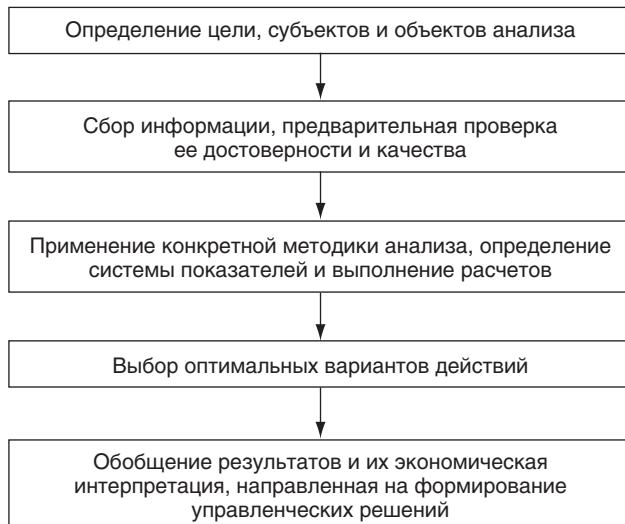 Определение цели, субъектов и объектов анализа
Сбор информации, предварительная проверка
ее достоверности и качества
Применение конкретной методики анализа, определение
системы показателей и выполнение расчетов
Выбор оптимальных вариантов действий
Обобщение результатов и их экономическая
интерпретация, направленная на формирование
управленческих решений